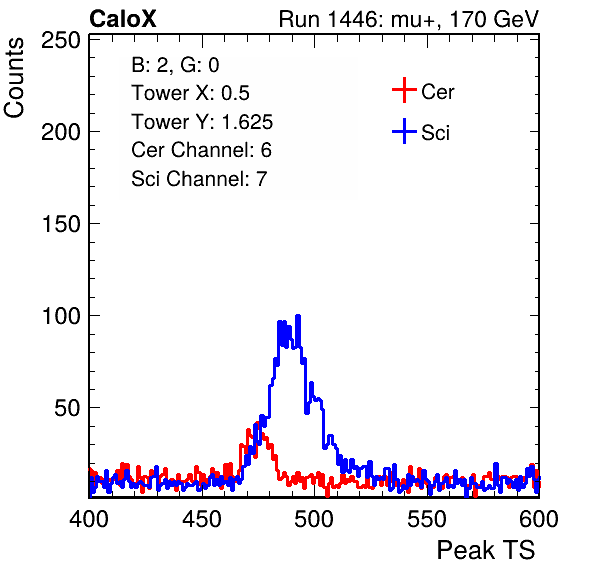 CaloX Run 1446: mu+, 170 GeV
Counts
250
200
150
100
50
B: 2, G: 0
Tower X: 0.5
Tower Y: 1.625
Cer Channel: 6
Sci Channel: 7
Cer
Sci
400 450 500 550 600
Peak TS